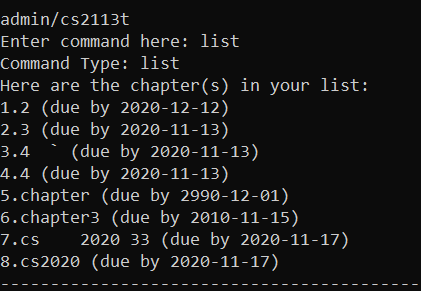 admin/cs2113t
Enter command here: list
Command Type: list
Here are the chapter(s) in your list:
1.2 (due by 2020-12-12)
2.3 (due by 2020-11-13)
3.4  ` (due by 2020-11-13)
4.4 (due by 2020-11-13)
5.chapter (due by 2990-12-01)
6.chapter3 (due by 2010-11-15)
7.cs    2020 33 (due by 2020-11-17)
8.cs2020 (due by 2020-11-17)
------------------------------------------